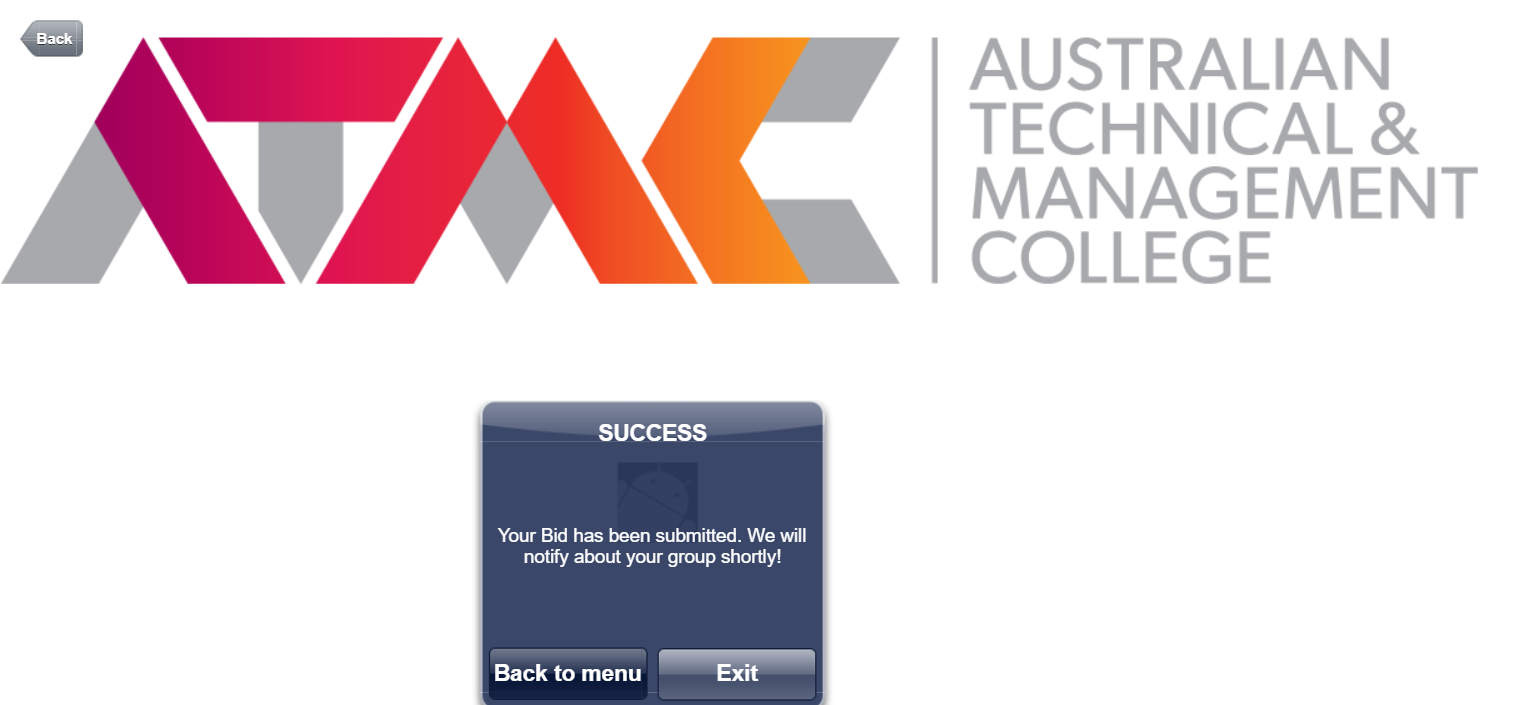 Back
AUSTRALIAN
TECHNICAL &
MANAGEMENT
COLLEGE
ATMC
SUCCESS
Your Bid has been submitted. We will
notify about your group shortly!
Back to menu
Exit